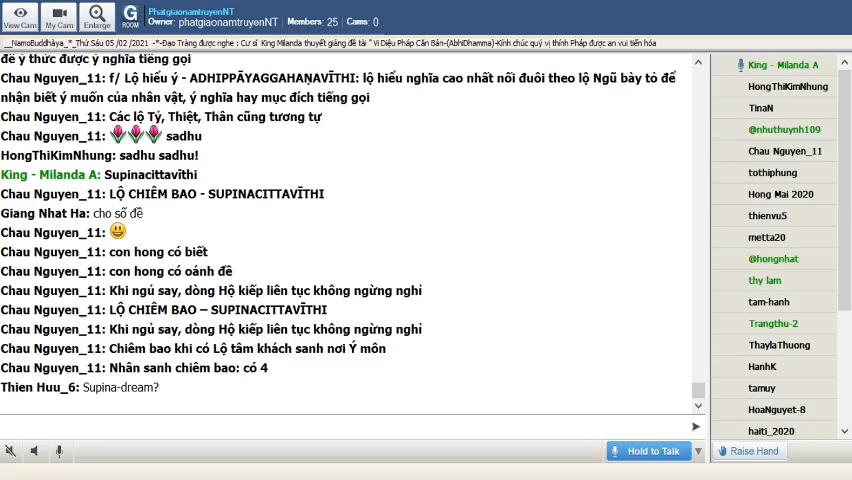 View Cam
My Cam
Enlarge
G
ROOM
PhatgiaonamtruyenNT
Owner: phatgiaonamtruyenNT | Members: 25 | Cams: 0
__NamoBuddhàya_*_Thứ Sáu 05 /02 /2021 -*-Đạo Tràng được nghe : Cư sĩ King Milanda thuyết giảng đề tài " Vi Diệu Pháp Căn Bản-(AbhiDhamma)-Kính chúc quý vị thính Pháp được an vui tiến hóa
để ý thức được ý nghĩa tiếng gọi
Chau Nguyen_11: f/ Lộ hiểu ý - ADHIPPĀYAGGAHAṆAVĪTHI: lộ hiểu nghĩa cao nhất nối đuôi theo lộ Ngũ bày tỏ để
nhận biết ý muốn của nhân vật, ý nghĩa hay mục đích tiếng gọi
Chau Nguyen_11: Các lộ Tỷ, Thiệt, Thân cũng tương tự
Chau Nguyen_11: sadhu
HongThiKimNhung: sadhu sadhu!
King - Milanda A: Supinacittavīthi
Chau Nguyen_11: LỘ CHIÊM BAO - SUPINACITTAVĪTHI
Giang Nhat Ha: cho số đề
Chau Nguyen_11:
Chau Nguyen_11: con hong có biết
Chau Nguyen_11: con hong có oánh đê
Chau Nguyen_11: Khi ngủ say, dòng Hộ kiếp liên tục không ngừng nghỉ
Chau Nguyen_11: LỘ CHIÊM BAO – SUPINACITTAVĪTHI
Chau Nguyen_11: Khi ngủ say, dòng Hộ kiếp liên tục không ngừng nghỉ
Chau Nguyen_11: Chiêm bao khi có Lộ tâm khách sanh nơi Ý môn
Chau Nguyen_11: Nhân sanh chiêm bao: có 4
Thien Huu_6: Supina-dream?
King - Milanda A
HongThiKimNhung
TinaN
@nhuthuynh109
Chau Nguyen_11
tothiphung
Hong Mai 2020
thienvu5
metta20
@hongnhat
thy lam
tam-hanh
Trangthu-2
ThaylaThuong
HanhK
tamuy
HoaNguyet-8
haiti_2020
Hold to Talk
Raise Hand